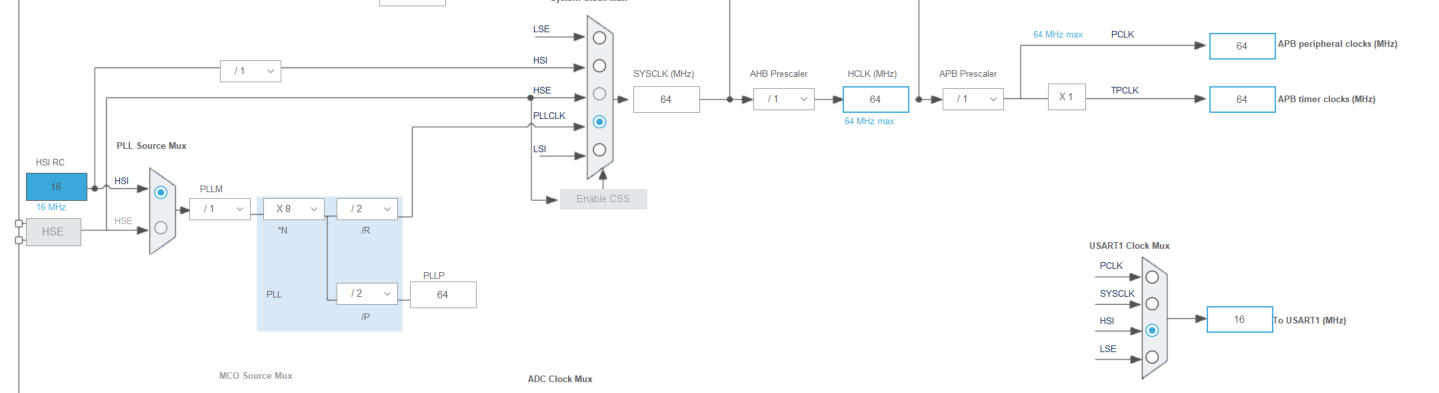 System Clock Mux
LSE
HSI
/ 1
HSE
PLLCLK
LSI
SYSCLK (MHz)
64
AHB Prescaler
/ 1
HCLK (MHz)
64
64 MHz max
APB Prescaler
/ 1
64 MHz max
PCLK
64
APB peripheral clocks (MHz)
X 1
TPCLK
64
APB timer clocks (MHz)
Enable CSS
PLL Source Mux
HSI RC
16
16 MHz
HSI
HSE
HSE
PLLM
/ 1
X 8
*N
/ 2
/R
PLL
/ 2
/P
PLLP
64
USART1 Clock Mux
PCLK
SYSCLK
HSI
LSE
16
To USART1 (MHz)
MCO Source Mux
ADC Clock Mux